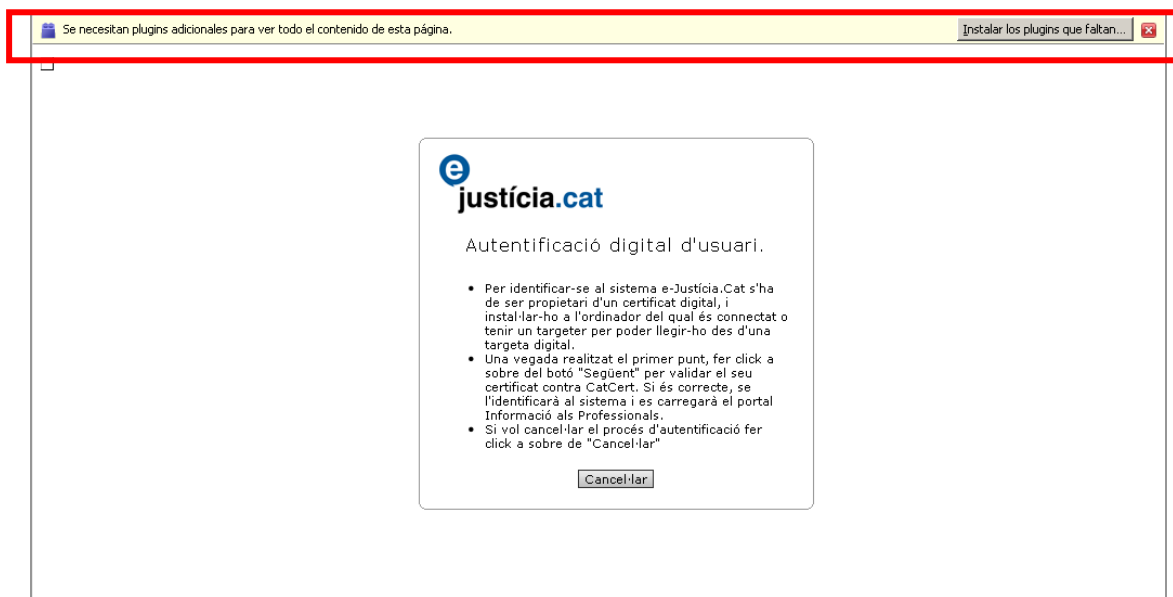 Se necesitan plugins adicionales para ver todo el contenido de esta página.
Instalar los plugins que faltan...
e
justícia.cat
Autentificació digital d'usuari.
• Per identificar-se al sistema e-Justícia.Cat s'ha
de ser propietari d'un certificat digital, i
instal·lar-ho a l'ordinador del qual és connectat o
tenir un targeter per poder llegir-ho des d'una
targeta digital.
• Una vegada realitzat el primer punt, fer click a
sobre del botó "Següent" per validar el seu
certificat contra CatCert. Si és correcte, se
l'identificarà al sistema i es carregarà el portal
Informació als Professionals.
• Si vol cancel·lar el procés d'autentificació fer
click a sobre de "Cancel·lar"
Cancel·lar